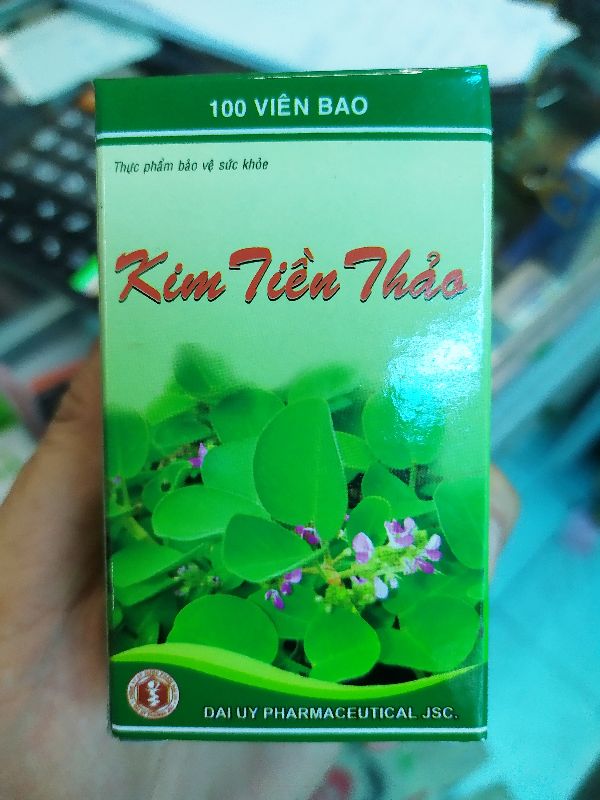 100 VIÊN BAO
Thực phẩm bảo vệ sức khỏe
Kim Tiền Thảo
DAI UY PHARMACEUTICAL JSC.